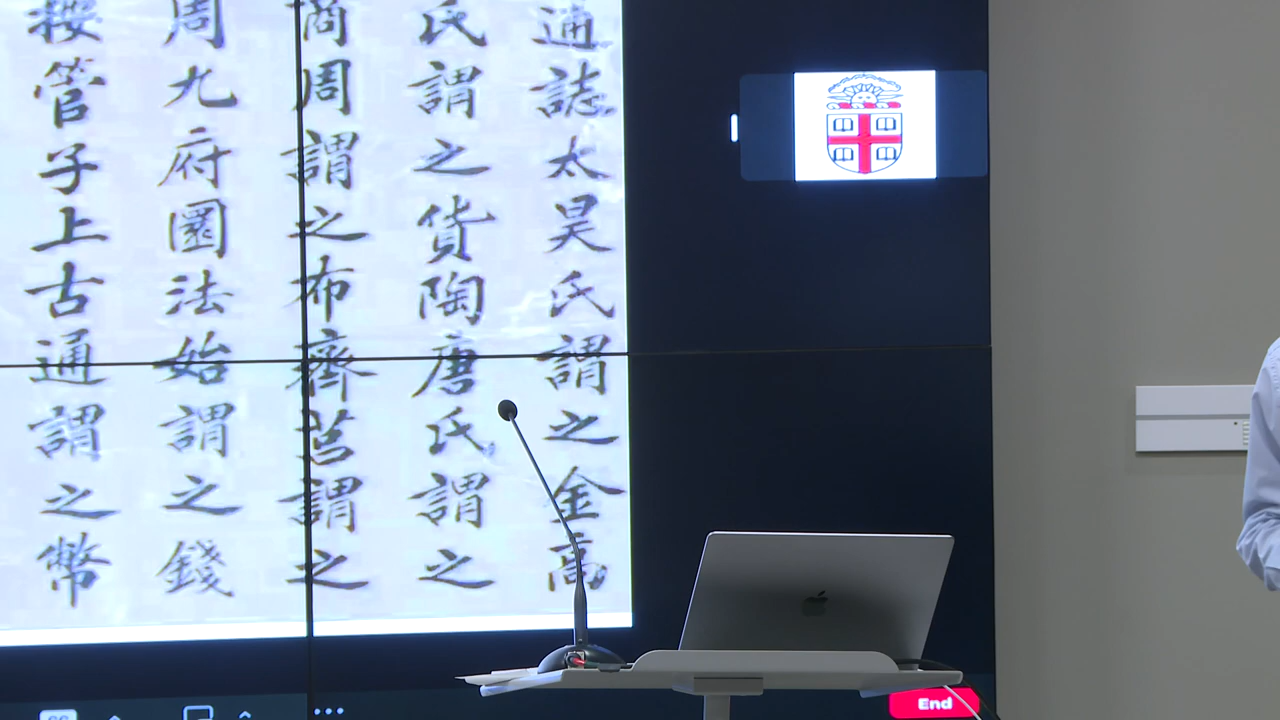 通誌太昊氏謂之金高
氏謂之貨陶唐氏謂之
商周謂之布齊莒謂之
周九府圜法始謂之錢
按管子上古通謂之幣
End